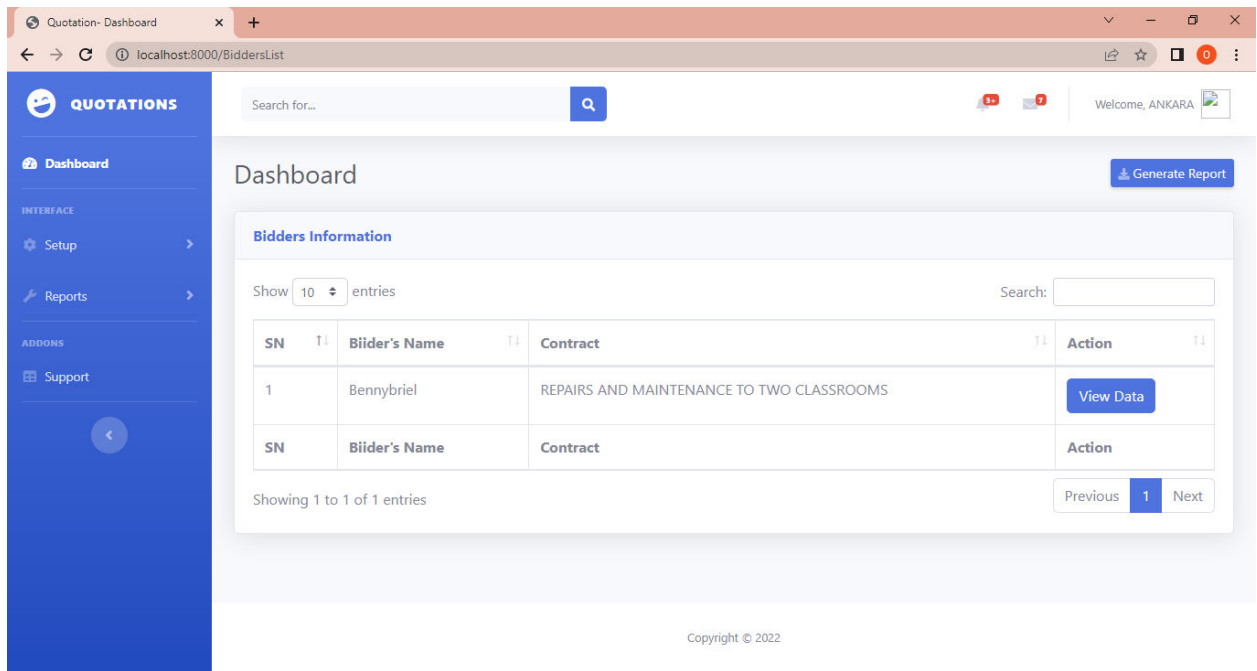 Quotation- Dashboard
localhost:8000/BiddersList
O
QUOTATIONS
Search for...
3+
7
Welcome, ANKARA
Dashboard
Dashboard
Generate Report
INTERFACE
Setup
Reports
ADDONS
Support
Bidders Information
Show 10 entries
Search:
SN Biider's Name Contract Action
1 Bennybriel REPAIRS AND MAINTENANCE TO TWO CLASSROOMS View Data
SN Biider's Name Contract Action
Showing 1 to 1 of 1 entries
Previous 1 Next
Copyright © 2022